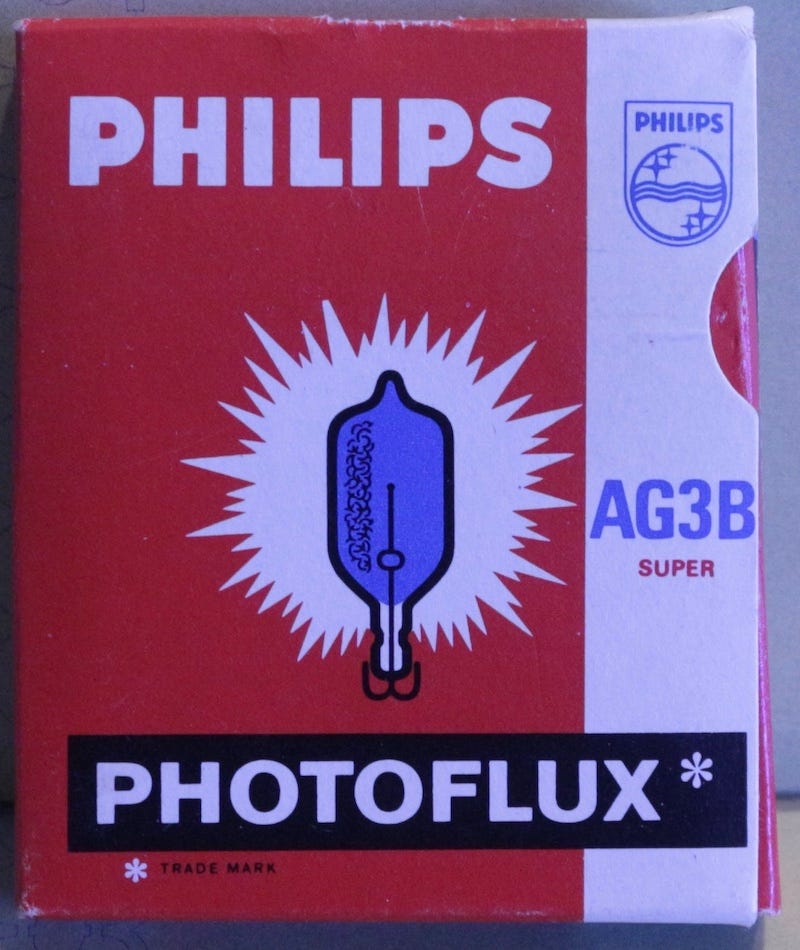 PHILIPS
PHILIPS
AG3B
SUPER
PHOTOFLUX*
* TRADE MARK